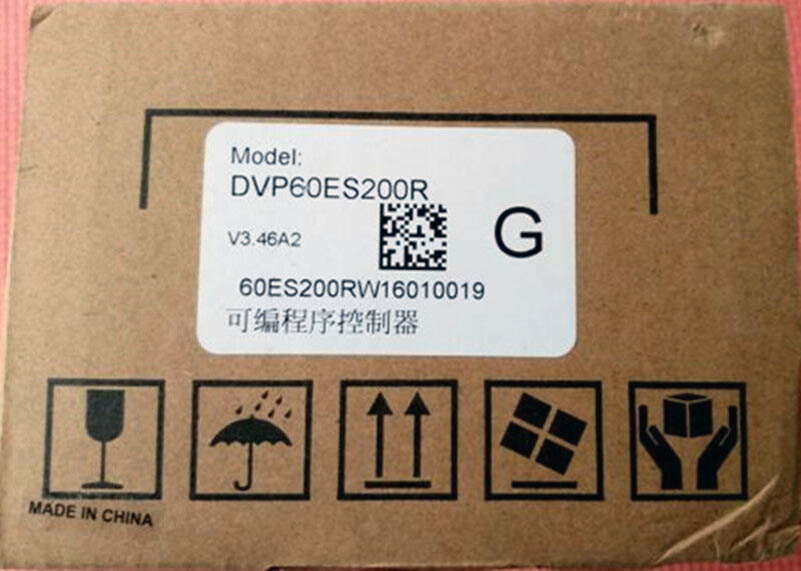 Model:
DVP60ES200R
V3.46A2
G
60ES200RW16010019
可编程序控制器
MADE IN CHINA